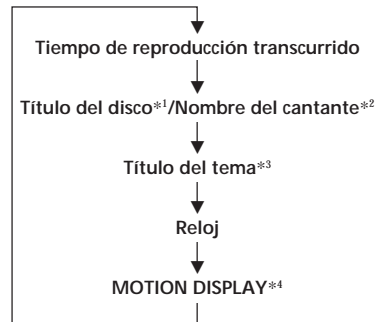 Tiempo de reproducción transcurrido
Título del disco*1/Nombre del cantante*2
Título del tema*3
Reloj
MOTION DISPLAY*4